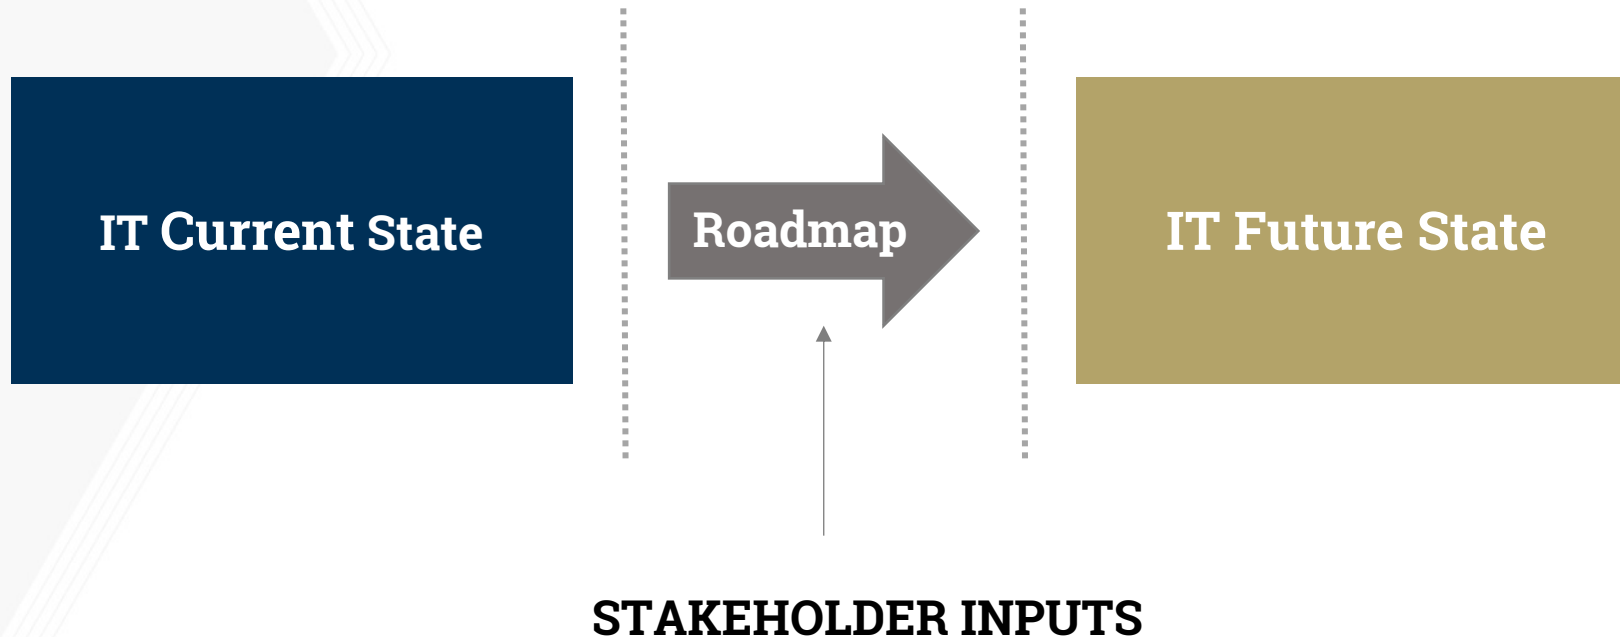 IT Current State
Roadmap
IT Future State
STAKEHOLDER INPUTS